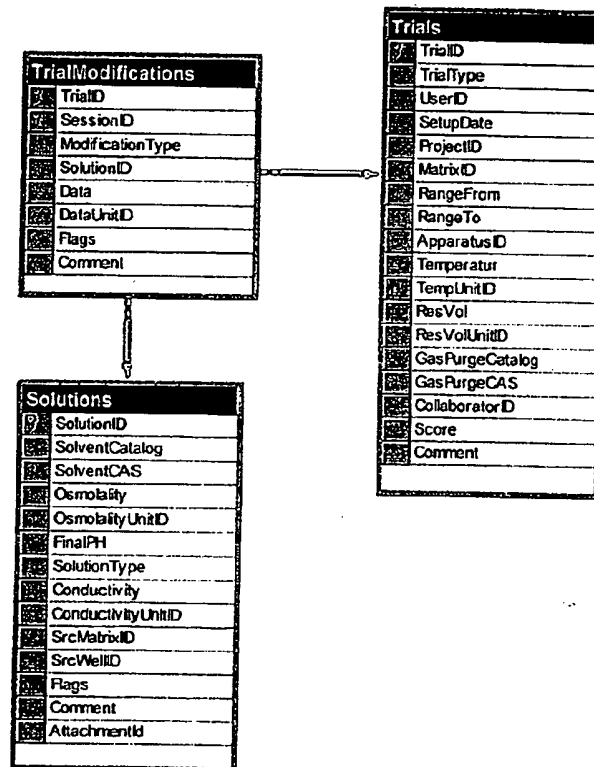 TrialModifications
TrialID
SessionID
ModificationType
SolutionID
Data
DataUnitID
Flags
Comment
Trials
TrialID
TrialType
UserID
SetupDate
ProjectID
MatrixID
RangeFrom
RangeTo
ApparatusID
Temperatur
TempUnitID
ResVol
ResVolUnitID
GasPurgeCatalog
GasPurgeCAS
CollaboratorID
Score
Comment
Solutions
SolutionID
SolventCatalog
SolventCAS
Osmolality
OsmolalityUnitID
FinalPH
SolutionType
Conductivity
ConductivityUnitID
SrcMatrixID
SrcWellID
Flags
Comment
AttachmentId